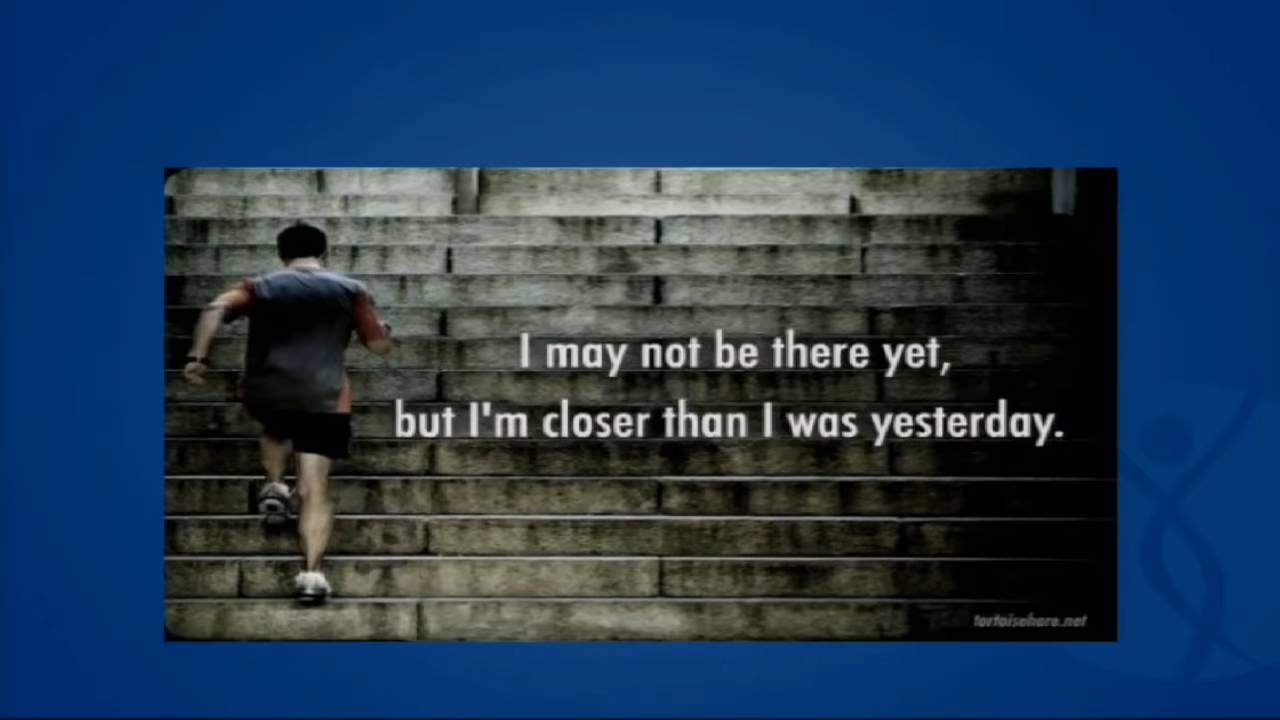 I may not be there yet,
but I'm closer than I was yesterday.
tortoisehare.net